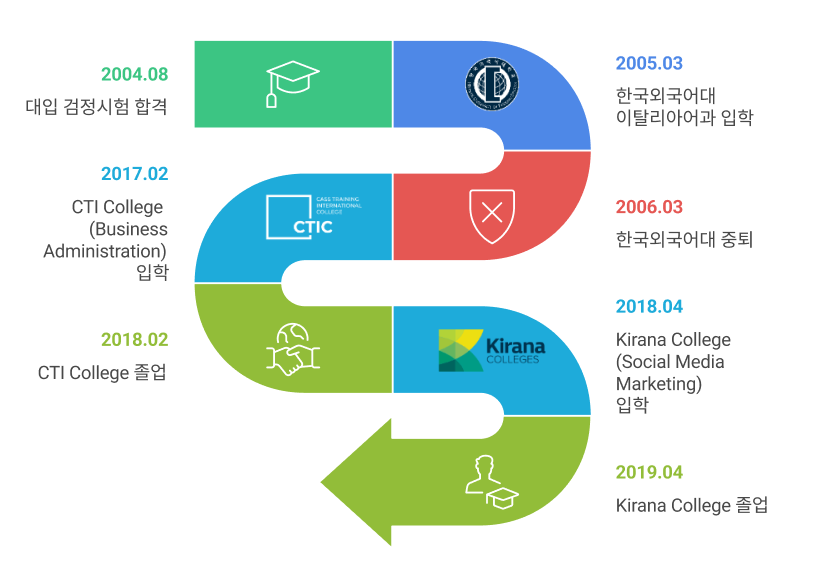 2004.08
대입 검정시험 합격
2005.03
한국외국어대
이탈리아어과 입학
2006.03
한국외국어대 중퇴
2017.02
CTI College
(Business
Administration)
입학
CASS TRAINING
INTERNATIONAL
COLLEGE
CTIC
2018.02
CTI College 졸업
2018.04
Kirana College
(Social Media
Marketing)
입학
Kirana
COLLEGES
2019.04
Kirana College 졸업